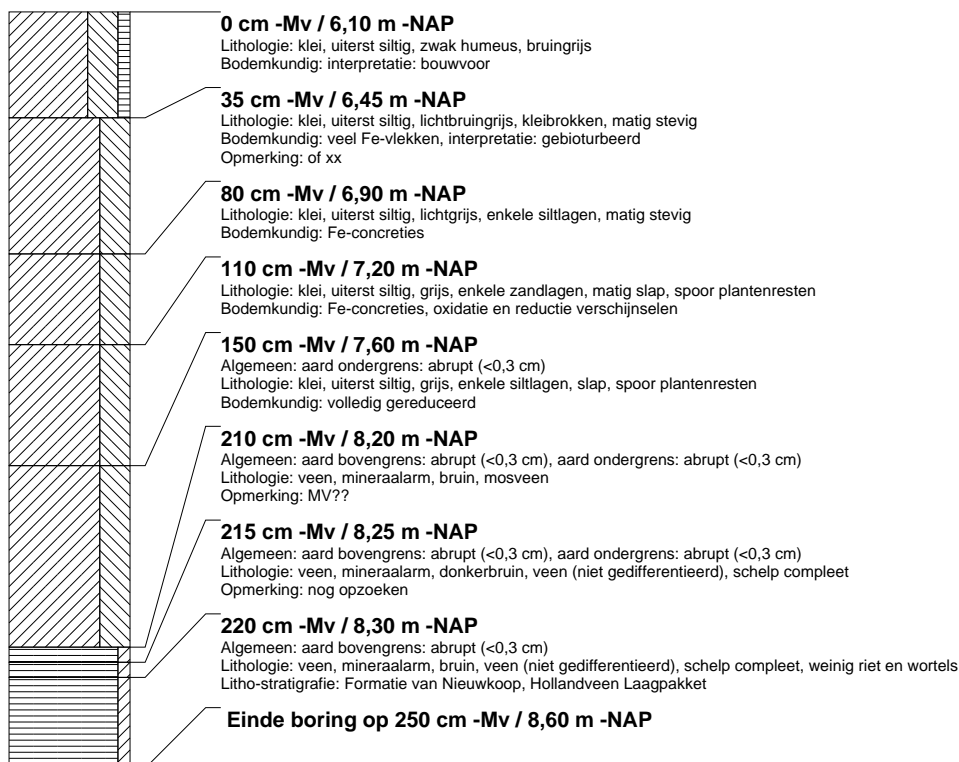 0 cm -Mv / 6,10 m -NAP
Lithologie: klei, uiterst siltig, zwak humeus, bruingrijs
Bodemkundig: interpretatie: bouwvoor
35 cm -Mv / 6,45 m -NAP
Lithologie: klei, uiterst siltig, lichtbruingrijs, kleibrokken, matig stevig
Bodemkundig: veel Fe-vlekken, interpretatie: gebioturbeerd
Opmerking: of xx
80 cm -Mv / 6,90 m -NAP
Lithologie: klei, uiterst siltig, lichtgrijs, enkele siltlagen, matig stevig
Bodemkundig: Fe-concreties
110 cm -Mv / 7,20 m -NAP
Lithologie: klei, uiterst siltig, grijs, enkele zandlagen, matig slap, spoor plantenresten
Bodemkundig: Fe-concreties, oxidatie en reductie verschijnselen
150 cm -Mv / 7,60 m -NAP
Algemeen: aard ondergrens: abrupt (<0,3 cm)
Lithologie: klei, uiterst siltig, grijs, enkele siltlagen, slap, spoor plantenresten
Bodemkundig: volledig gereduceerd
210 cm -Mv / 8,20 m -NAP
Algemeen: aard bovengrens: abrupt (<0,3 cm), aard ondergrens: abrupt (<0,3 cm)
Lithologie: veen, mineraalarm, bruin, mosveen
Opmerking: MV??
215 cm -Mv / 8,25 m -NAP
Algemeen: aard bovengrens: abrupt (<0,3 cm), aard ondergrens: abrupt (<0,3 cm)
Lithologie: veen, mineraalarm, donkerbruin, veen (niet gedifferentieerd), schelp compleet
Opmerking: nog opzoeken
220 cm -Mv / 8,30 m -NAP
Algemeen: aard bovengrens: abrupt (<0,3 cm)
Lithologie: veen, mineraalarm, bruin, veen (niet gedifferentieerd), schelp compleet, weinig riet en wortels
Litho-stratigrafie: Formatie van Nieuwkoop, Hollandveen Laagpakket
Einde boring op 250 cm -Mv / 8,60 m -NAP